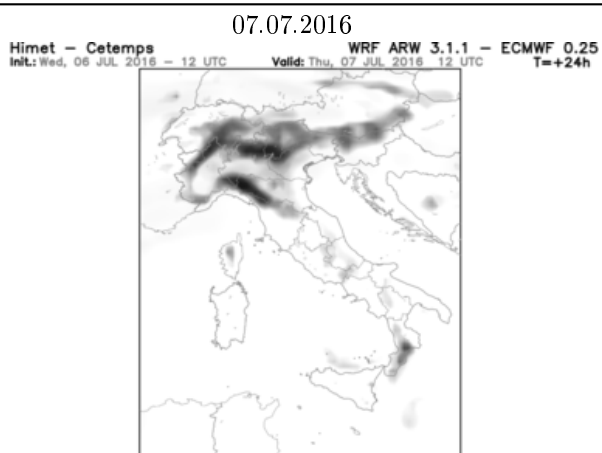 07.07.2016
Himet – Cetemps WRF ARW 3.1.1 – ECMWF 0.25
Init.: Wed, 06 JUL 2016 – 12 UTC Valid: Thu, 07 JUL 2016 12 UTC T=+24h